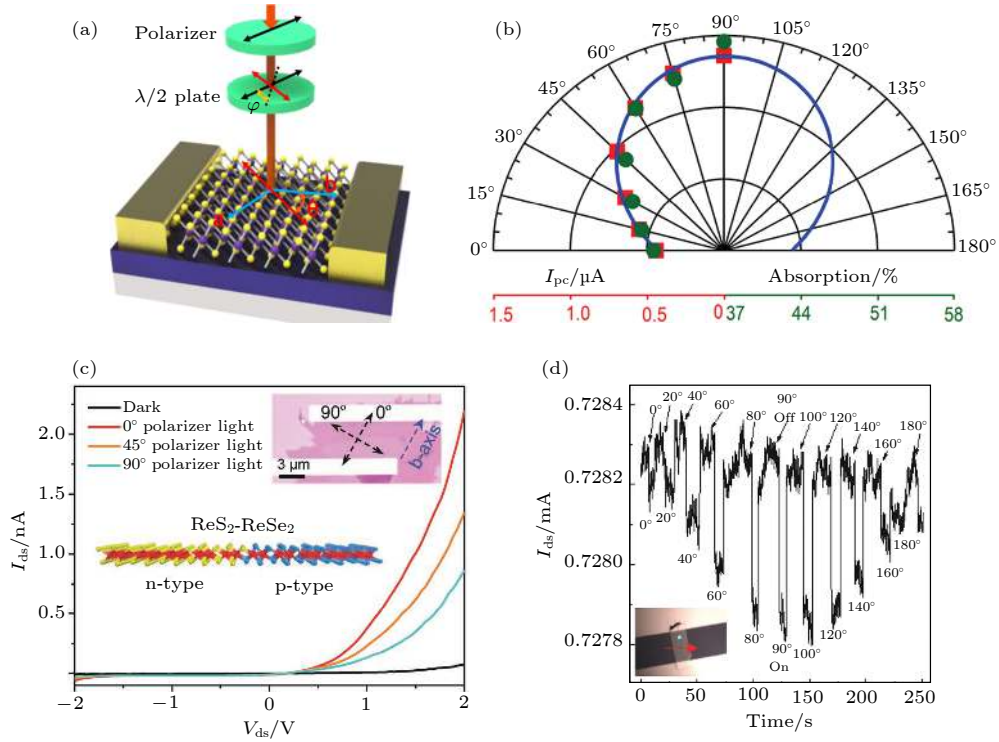 (a)
Polarizer
λ/2 plate
φ
b
(b)
0°
15°
30°
45°
60°
75°
90°
105°
120°
135°
150°
165°
180°
I_pc/µA
Absorption/%
1.5
1.0
0.5
0
37
44
51
58
(c)
Dark
0° polarizer light
45° polarizer light
90° polarizer light
90°
0°
b-axis
3 µm
ReS₂-ReSe₂
n-type
p-type
2.0
1.5
1.0
0.5
0
I_ds/nA
−2
−1
0
1
2
V_ds/V
(d)
0.7284
0.7282
0.7280
0.7278
I_ds/mA
0°
20°
40°
60°
80°
90°
Off
100°
120°
140°
160°
180°
0°
20°
40°
60°
80°
90°
On
100°
120°
140°
160°
180°
0
50
100
150
200
250
Time/s